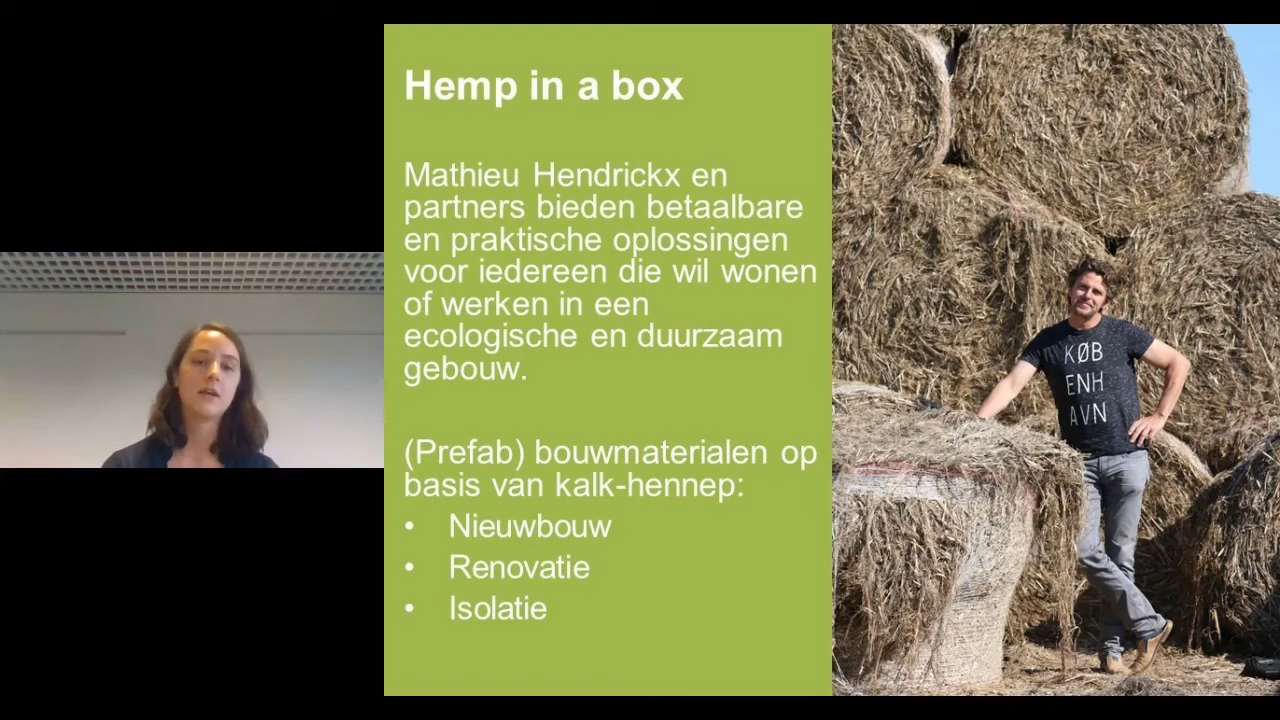 Hemp in a box
Mathieu Hendrickx en
partners bieden betaalbare
en praktische oplossingen
voor iedereen die wil wonen
of werken in een
ecologische en duurzaam
gebouw.
(Prefab) bouwmaterialen op
basis van kalk-hennep:
• Nieuwbouw
• Renovatie
• Isolatie
KØB
ENH
AVN